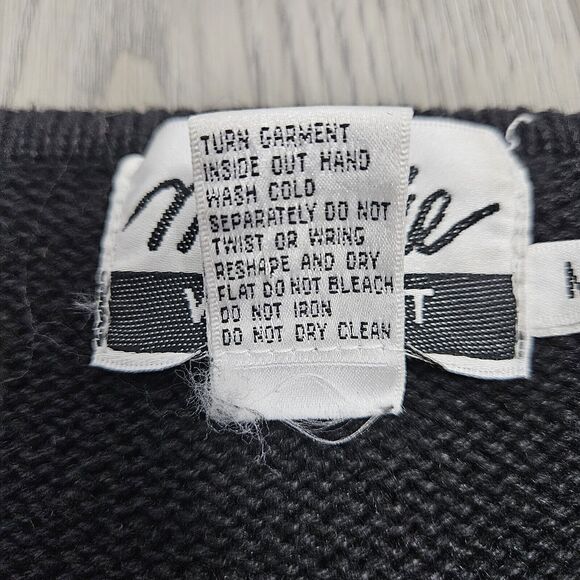 TURN GARMENT
INSIDE OUT HAND
WASH COLD
SEPARATELY DO NOT
TWIST OR WRING
RESHAPE AND DRY
FLAT DO NOT BLEACH
DO NOT IRON
DO NOT DRY CLEAN